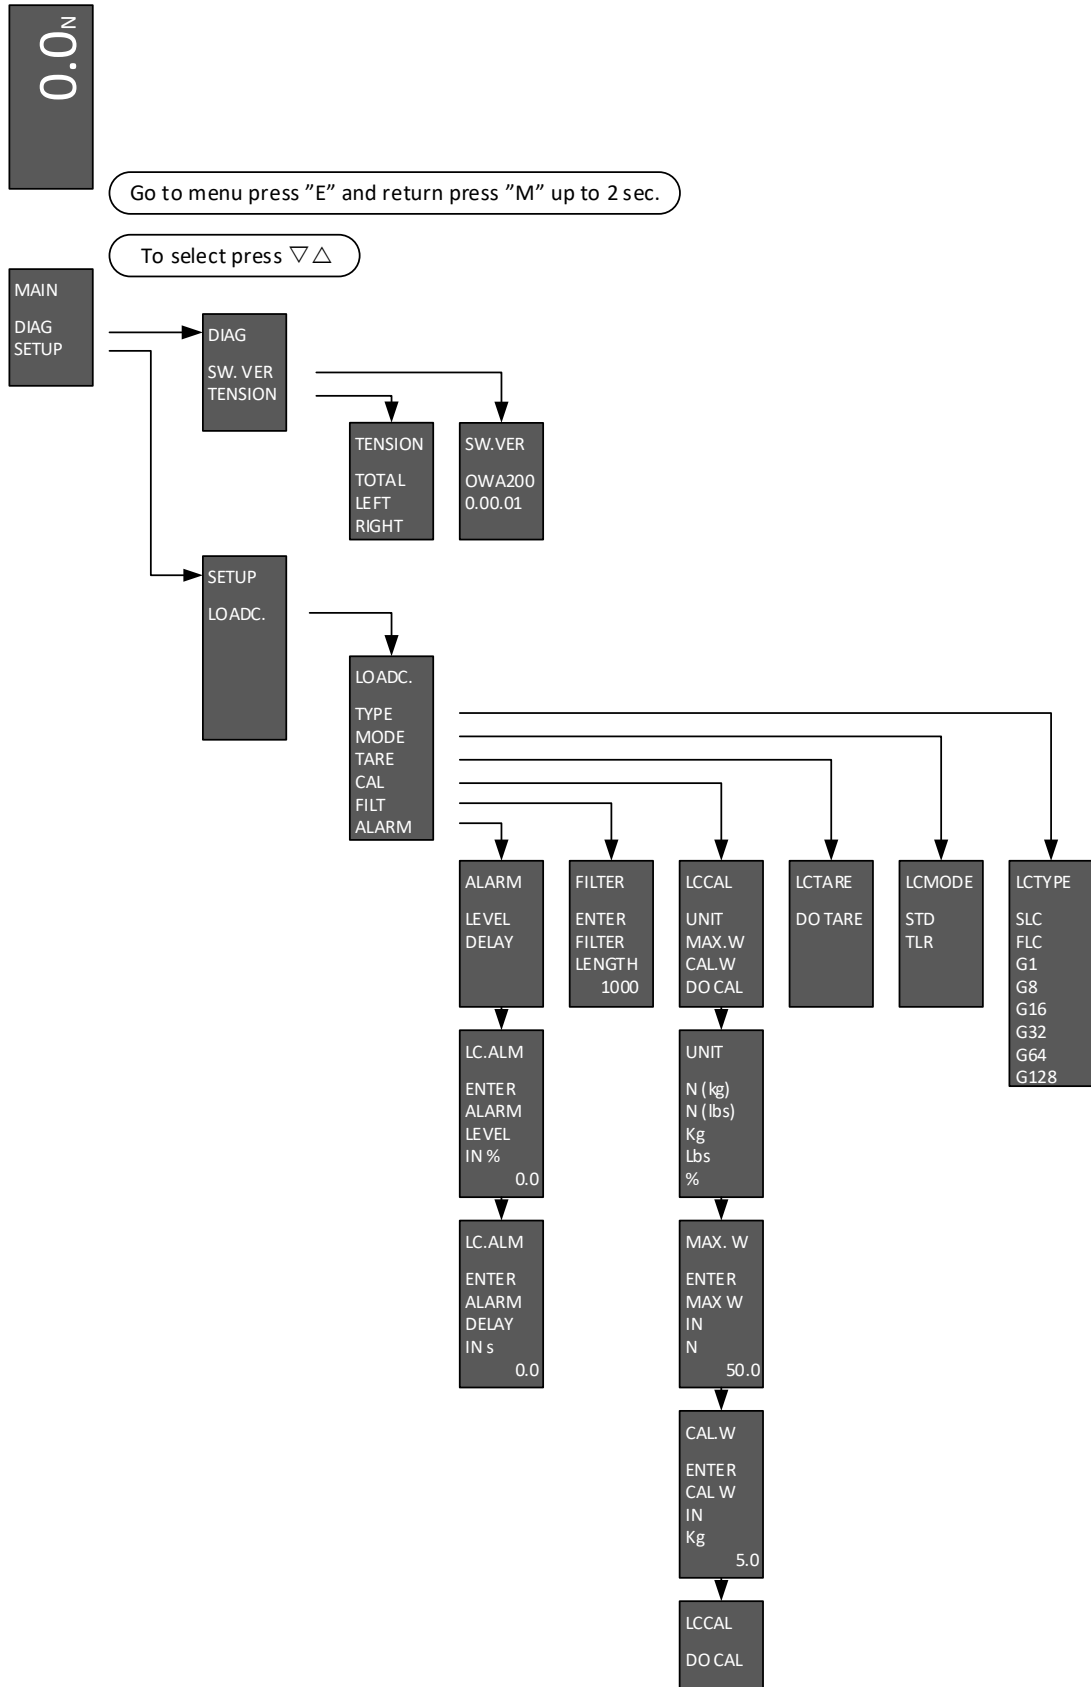 0.0N
Go to menu press ”E” and return press ”M” up to 2 sec.
To select press ▽△
MAIN
DIAG
SETUP
DIAG
SW. VER
TENSION
TENSION
TOTAL
LEFT
RIGHT
SW.VER
OWA200
0.00.01
SETUP
LOADC.
LOADC.
TYPE
MODE
TARE
CAL
FILT
ALARM
ALARM
LEVEL
DELAY
FILTER
ENTER
FILTER
LENGTH
1000
LCCAL
UNIT
MAX.W
CAL.W
DO CAL
LCTARE
DO TARE
LCMODE
STD
TLR
LCTYPE
SLC
FLC
G1
G8
G16
G32
G64
G128
LC.ALM
ENTER
ALARM
LEVEL
IN %
0.0
UNIT
N (kg)
N (lbs)
Kg
Lbs
%
LC.ALM
ENTER
ALARM
DELAY
IN s
0.0
MAX. W
ENTER
MAX W
IN
N
50.0
CAL.W
ENTER
CAL W
IN
Kg
5.0
LCCAL
DO CAL